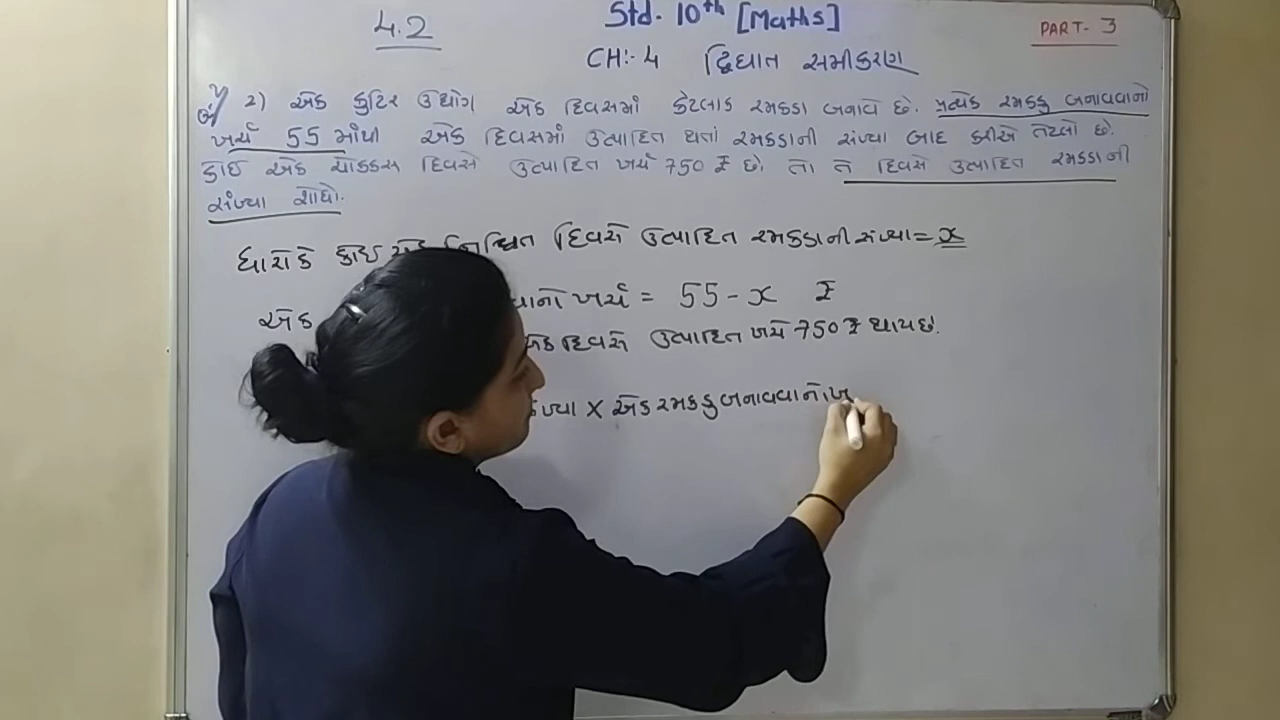 4.2
Std. 10th [Maths]
PART- 3
CH:- 4 દ્વિઘાત સમીકરણ
2) એક કુટિર ઉદ્યોગ એક દિવસમાં કેટલાક રમકડા બનાવે છે. પ્રત્યેક રમકડુ બનાવવાનો
ખર્ચ 55 માંથી એક દિવસમાં ઉત્પાદિત થતાં રમકડાની સંખ્યા બાદ કરીએ તેટલો છે.
કોઇ એક ચોક્કસ દિવસે ઉત્પાદિત ખર્ચ 750 ₹ છે. તો તે દિવસે ઉત્પાદિત રમકડાની
સંખ્યા શોધો.
ધારોકે કોઇ એક નિશ્ચિત દિવસે ઉત્પાદિત રમકડાની સંખ્યા = x
એક વાનો ખર્ચ = 55 - x ₹
એક દિવસે ઉત્પાદિત ખર્ચ 750 ₹ થાય છે.
સંખ્યા X એક રમકડુ બનાવવાનો ખ